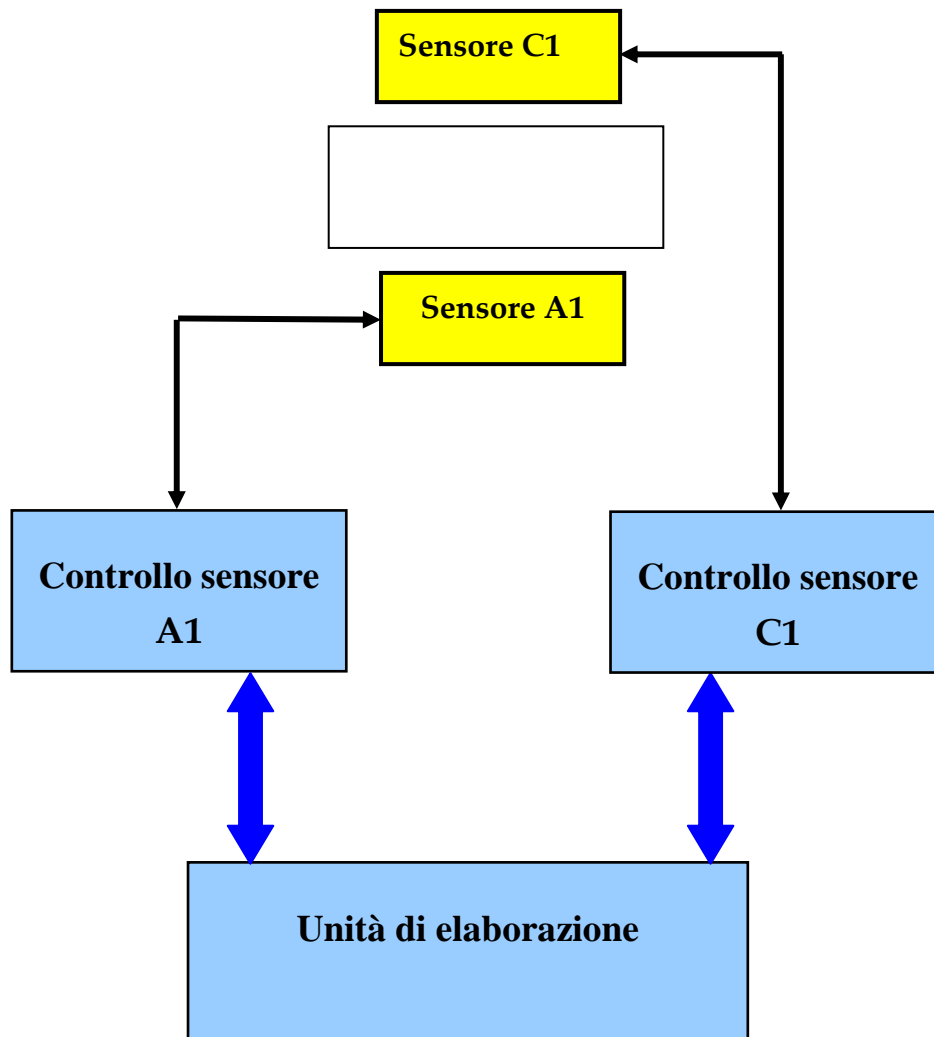 Sensore C1
Sensore A1
Controllo sensore
A1
Controllo sensore
C1
Unità di elaborazione